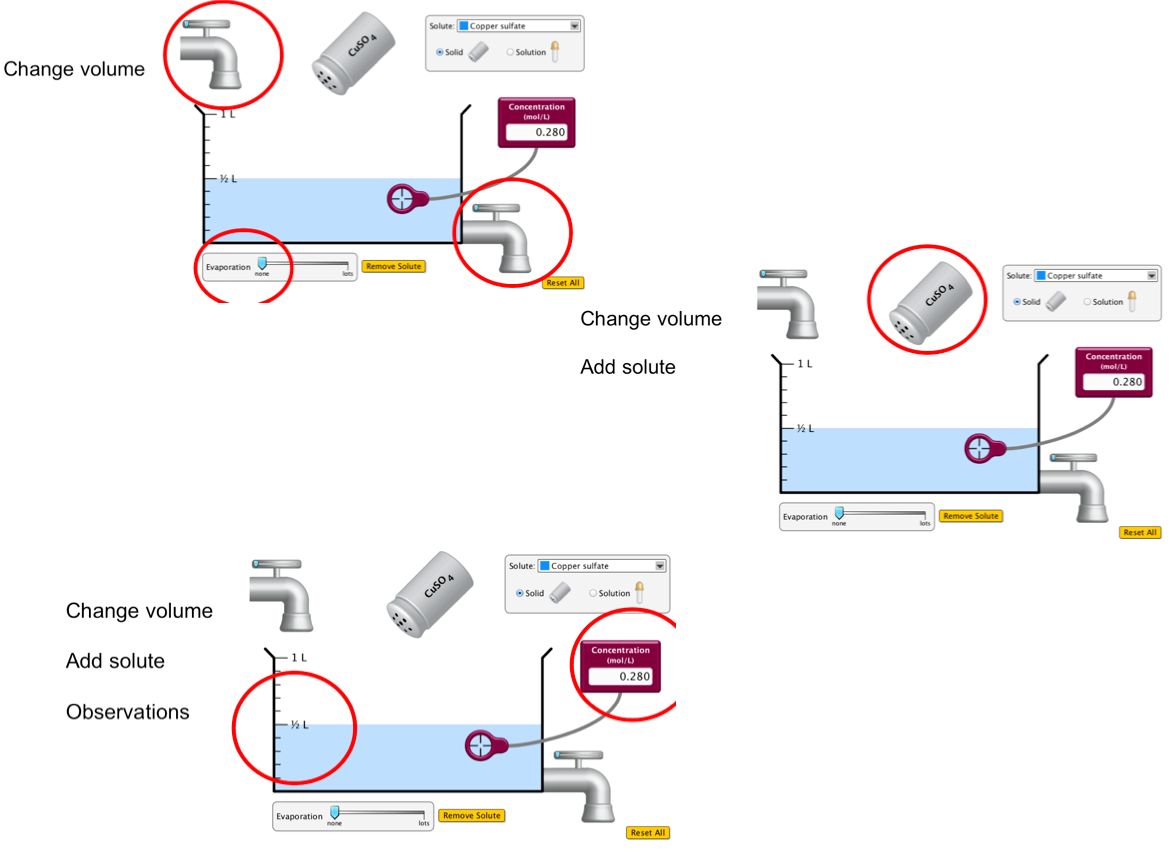 Change volume
CuSO4
Solute: Copper sulfate
Solid Solution
Concentration
(mol/L)
0.280
1 L
½ L
Evaporation
none lots
Remove Solute
Reset All
Change volume
Add solute
CuSO4
Solute: Copper sulfate
Solid Solution
Concentration
(mol/L)
0.280
1 L
½ L
Evaporation
none lots
Remove Solute
Reset All
Change volume
Add solute
Observations
CuSO4
Solute: Copper sulfate
Solid Solution
Concentration
(mol/L)
0.280
1 L
½ L
Evaporation
none lots
Remove Solute
Reset All